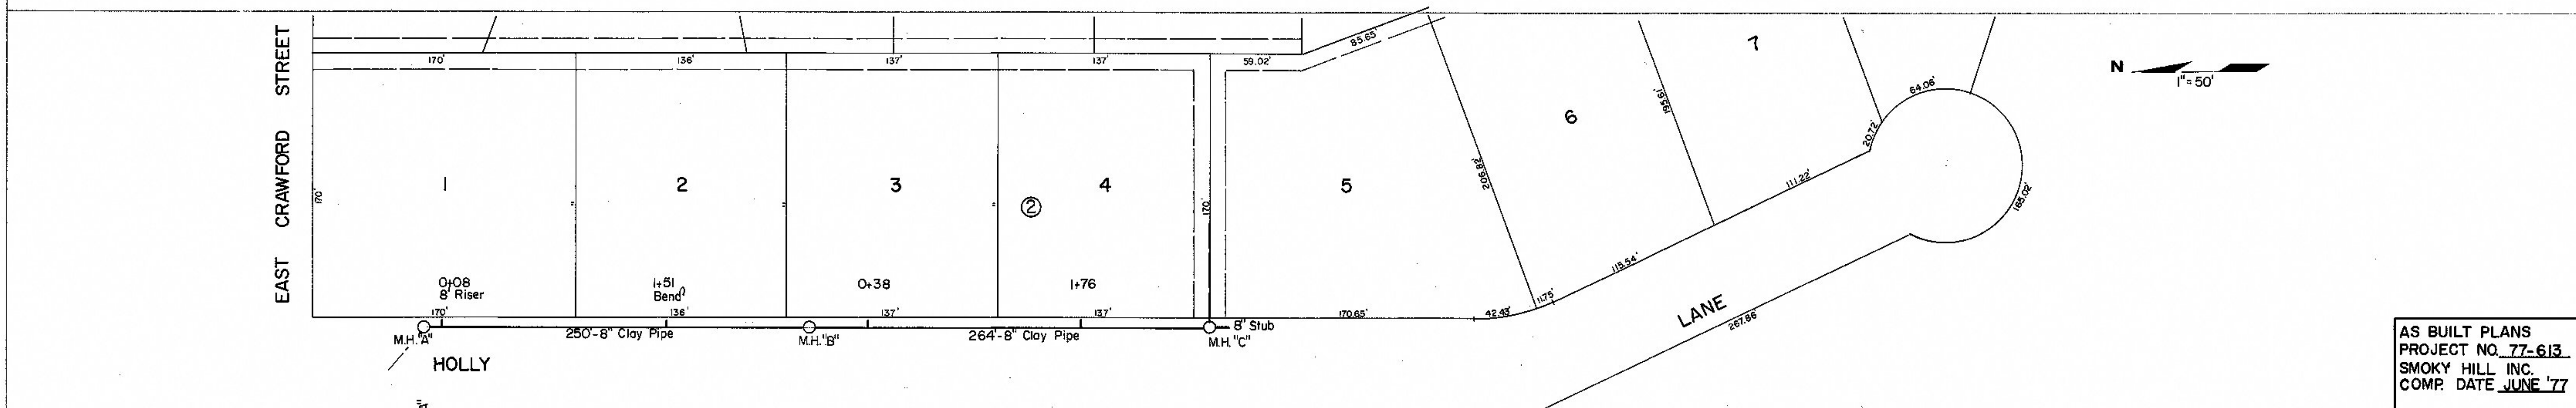 EAST CRAWFORD STREET
170'
136'
137'
137'
59.02'
85.65'
170'
1
2
3
4
5
6
7
②
170'
206.82'
195.61'
64.06'
20.72'
111.22'
165.02'
115.54'
11.75'
42.43'
170.65'
267.86'
0+08
8' Riser
1+51
Bend
0+38
1+76
170'
136'
137'
137'
M.H. "A"
250'-8" Clay Pipe
M.H. "B"
264'-8" Clay Pipe
M.H. "C"
8" Stub
HOLLY
LANE
N
1"=50'
AS BUILT PLANS
PROJECT NO. 77-613
SMOKY HILL INC.
COMP. DATE JUNE '77